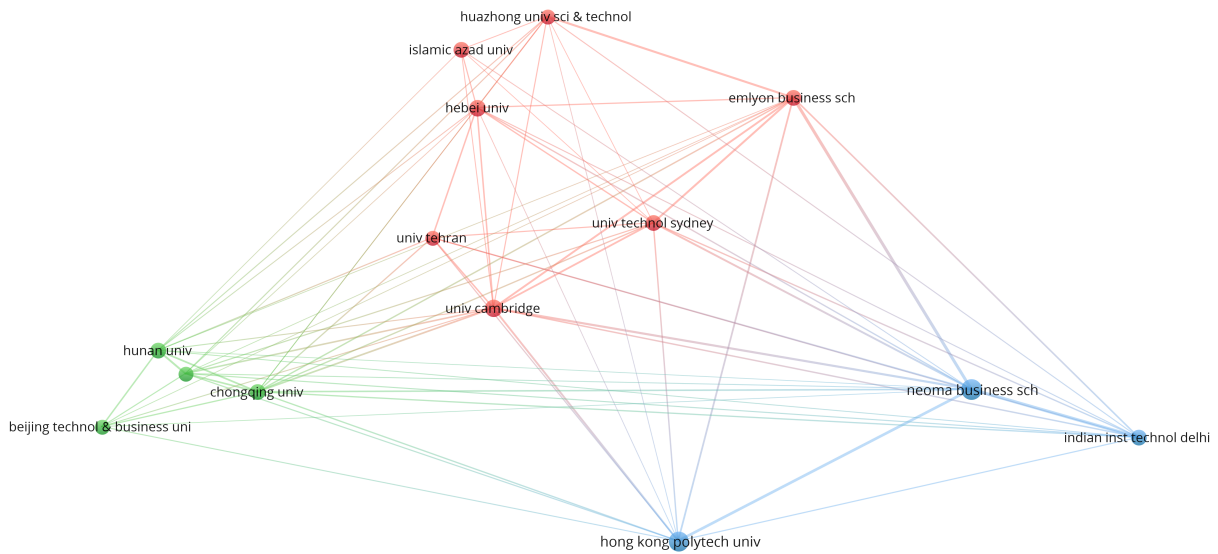 huazhong univ sci & technol
islamic azad univ
emlyon business sch
hebei univ
univ technol sydney
univ tehran
univ cambridge
hunan univ
chongqing univ
neoma business sch
beijing technol & business uni
indian inst technol delhi
hong kong polytech univ